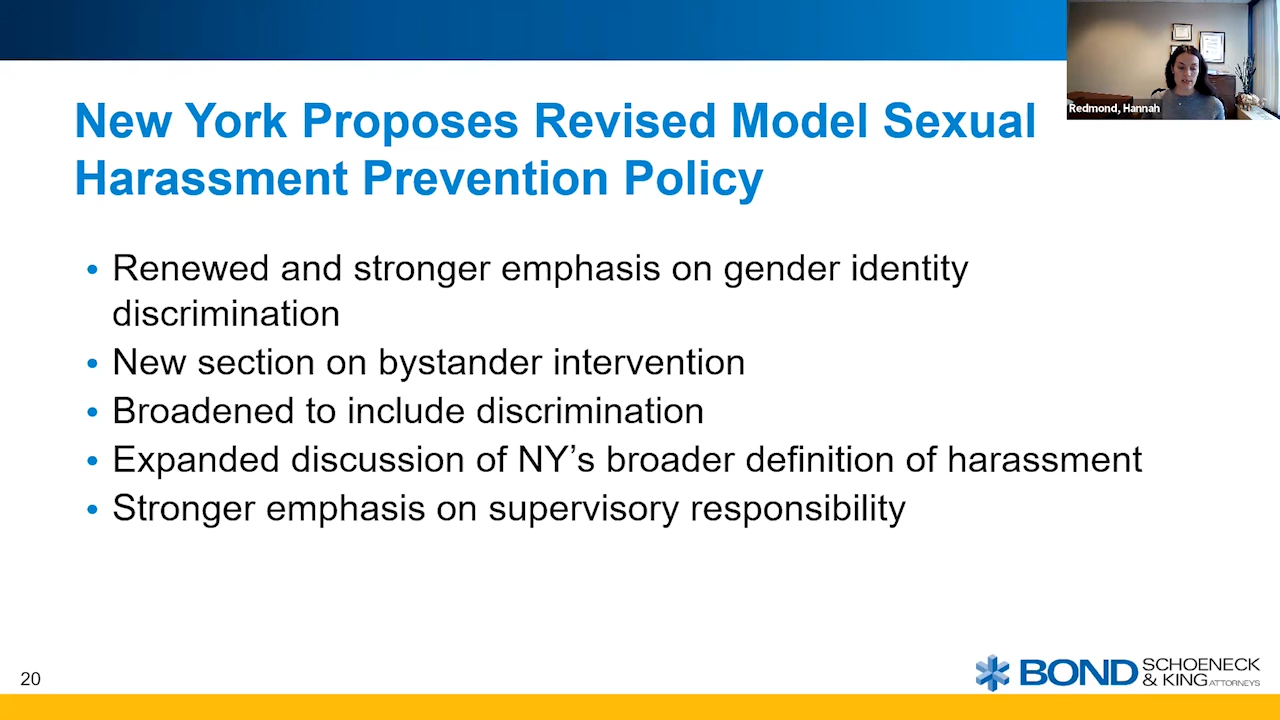 Redmond, Hannah
New York Proposes Revised Model Sexual
Harassment Prevention Policy
• Renewed and stronger emphasis on gender identity
discrimination
• New section on bystander intervention
• Broadened to include discrimination
• Expanded discussion of NY’s broader definition of harassment
• Stronger emphasis on supervisory responsibility
20
BOND SCHOENECK
& KING ATTORNEYS